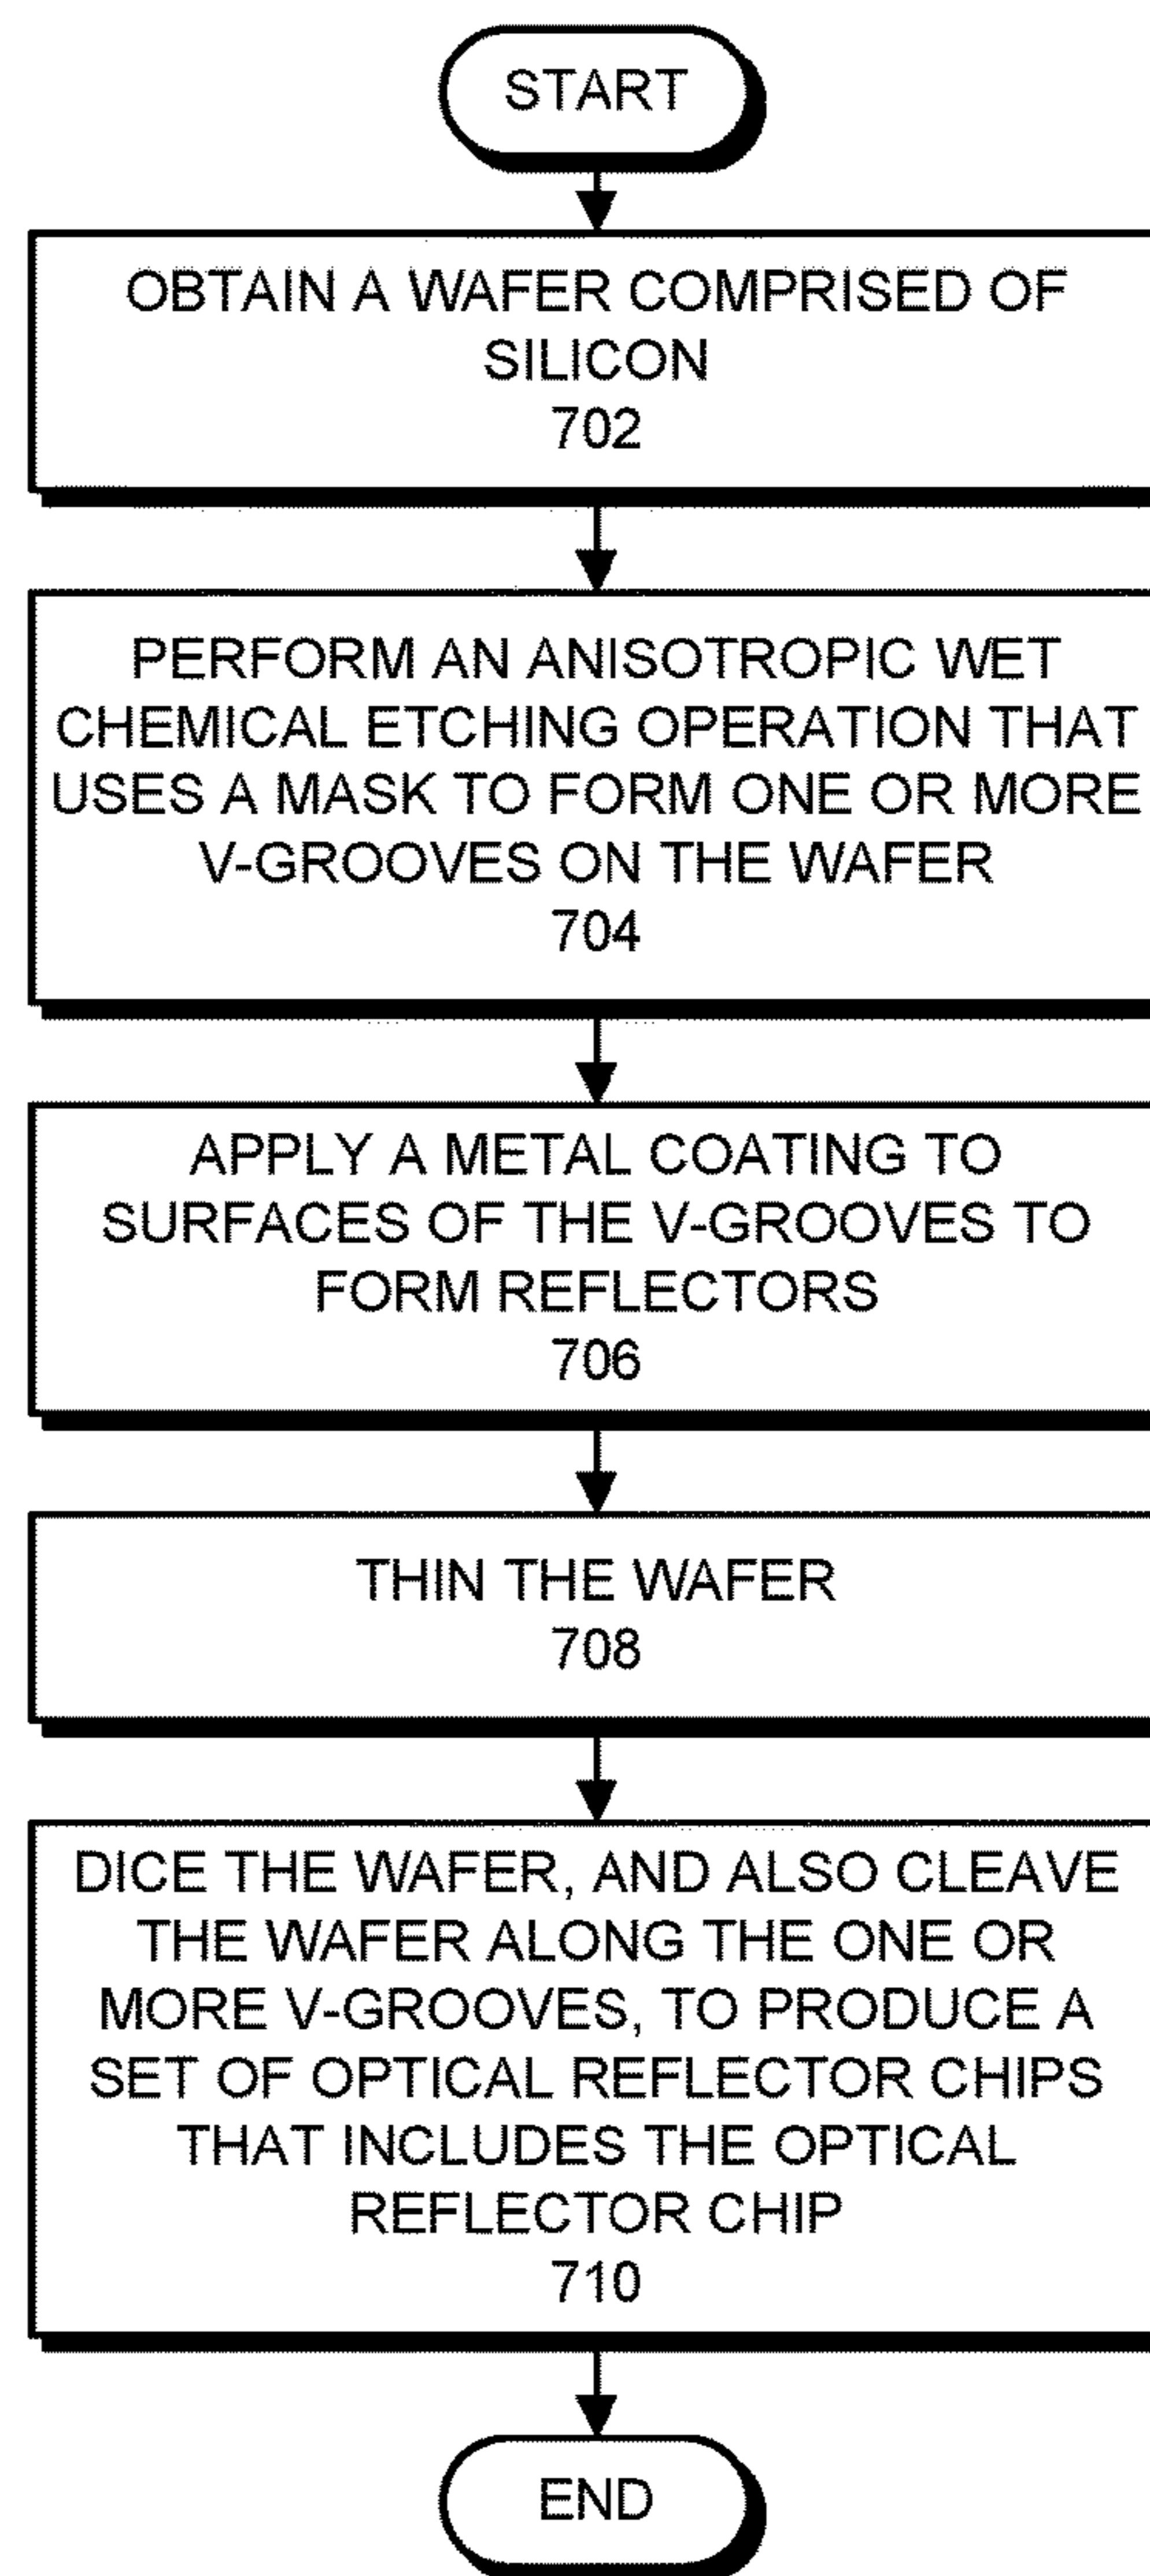 START
OBTAIN A WAFER COMPRISED OF
SILICON
702
PERFORM AN ANISOTROPIC WET
CHEMICAL ETCHING OPERATION THAT
USES A MASK TO FORM ONE OR MORE
V-GROOVES ON THE WAFER
704
APPLY A METAL COATING TO
SURFACES OF THE V-GROOVES TO
FORM REFLECTORS
706
THIN THE WAFER
708
DICE THE WAFER, AND ALSO CLEAVE
THE WAFER ALONG THE ONE OR
MORE V-GROOVES, TO PRODUCE A
SET OF OPTICAL REFLECTOR CHIPS
THAT INCLUDES THE OPTICAL
REFLECTOR CHIP
710
END